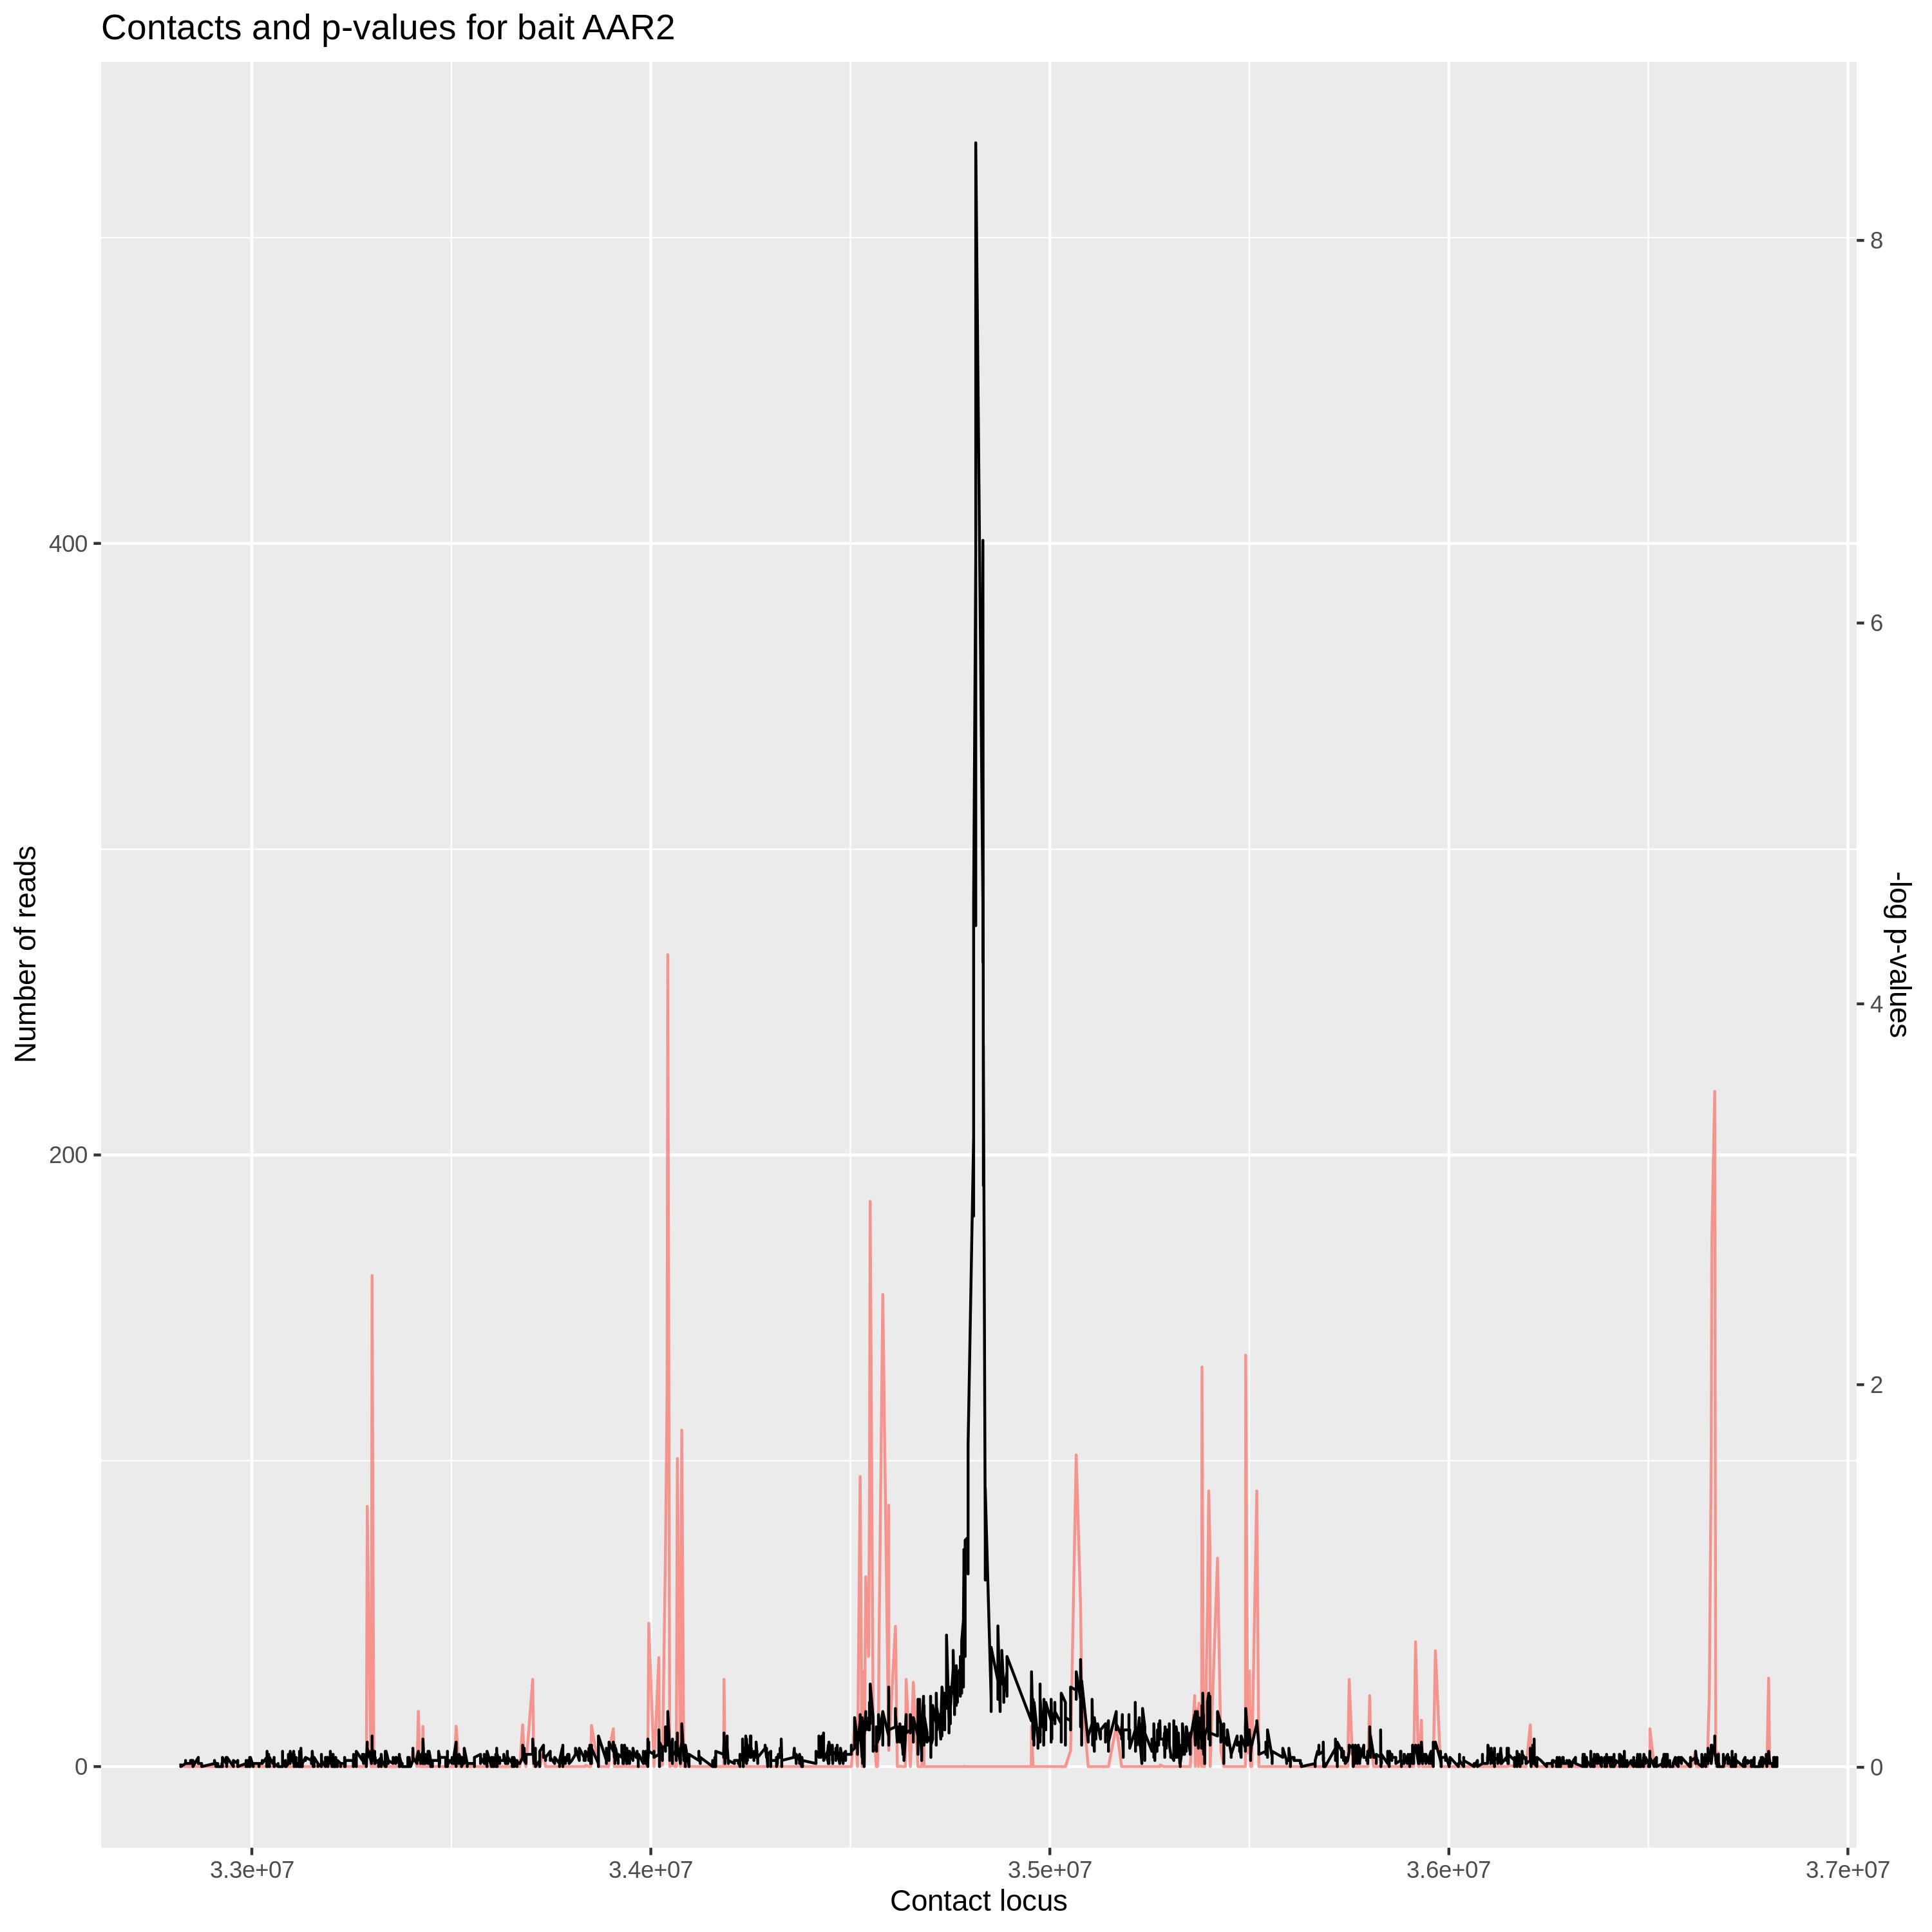 Contacts and p-values for bait AAR2
Number of reads
400
200
0
8
6
4
2
0
-log p-values
3.3e+07 3.4e+07 3.5e+07 3.6e+07 3.7e+07
Contact locus